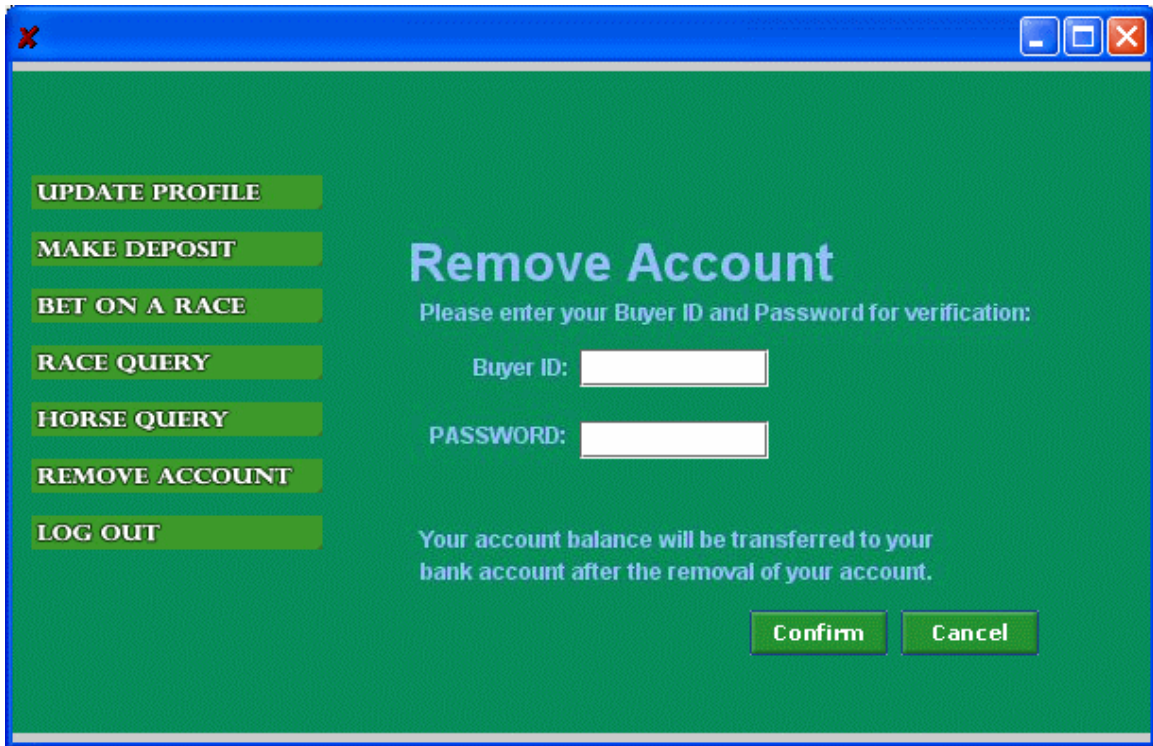 UPDATE PROFILE
MAKE DEPOSIT
BET ON A RACE
RACE QUERY
HORSE QUERY
REMOVE ACCOUNT
LOG OUT
Remove Account
Please enter your Buyer ID and Password for verification:
Buyer ID:
PASSWORD:
Your account balance will be transferred to your
bank account after the removal of your account.
Confirm Cancel